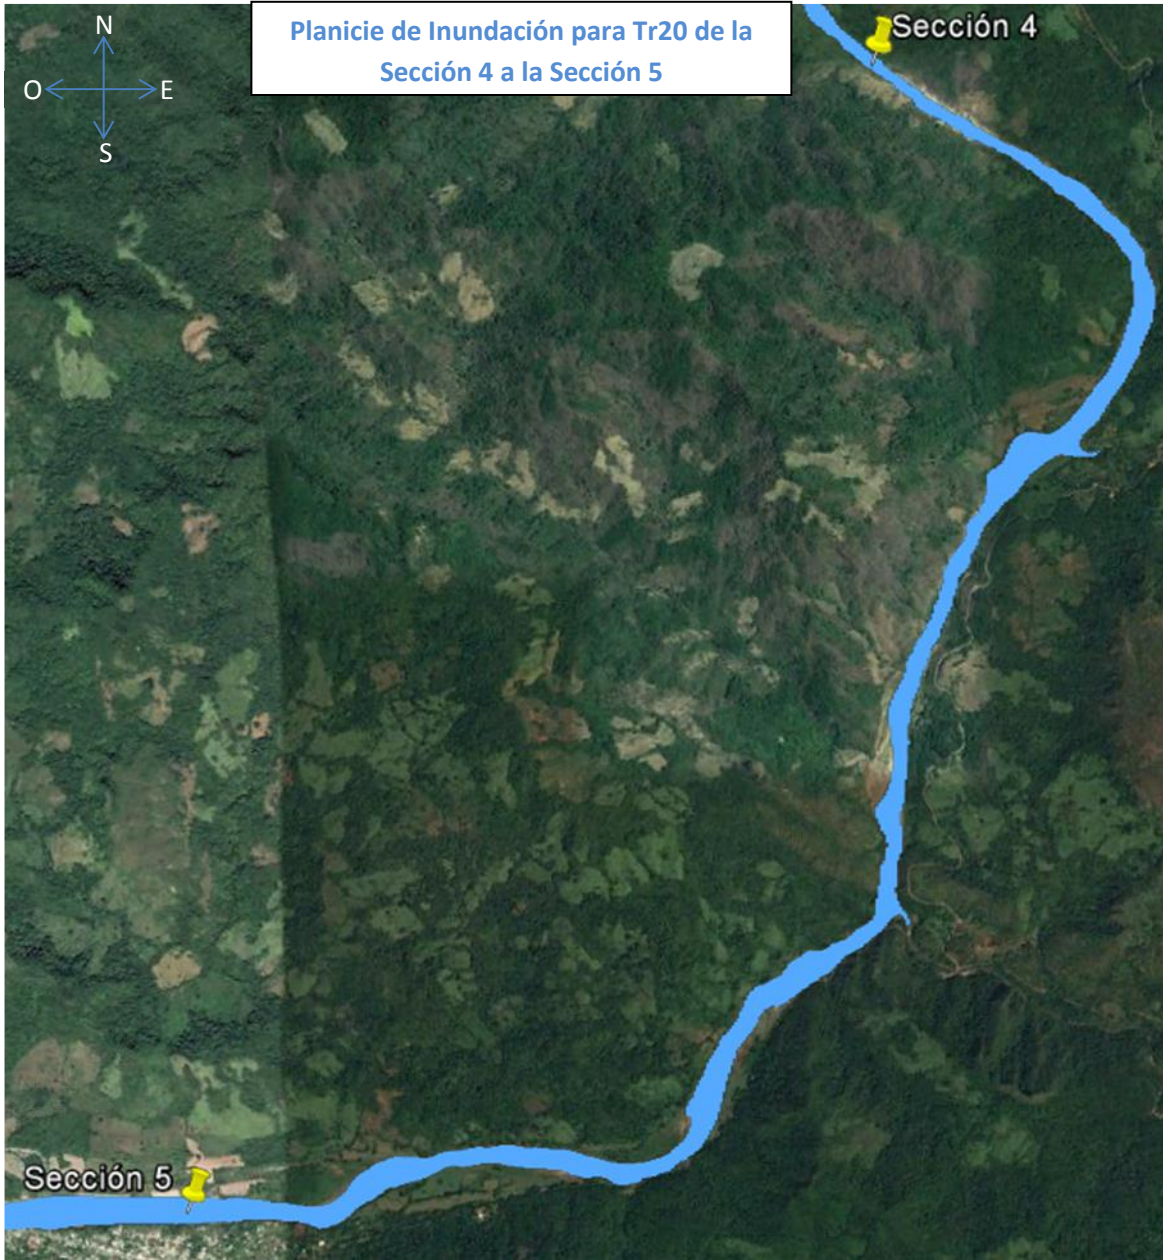 Planicie de Inundación para Tr20 de la
Sección 4 a la Sección 5
N
O E
S
Sección 4
Sección 5